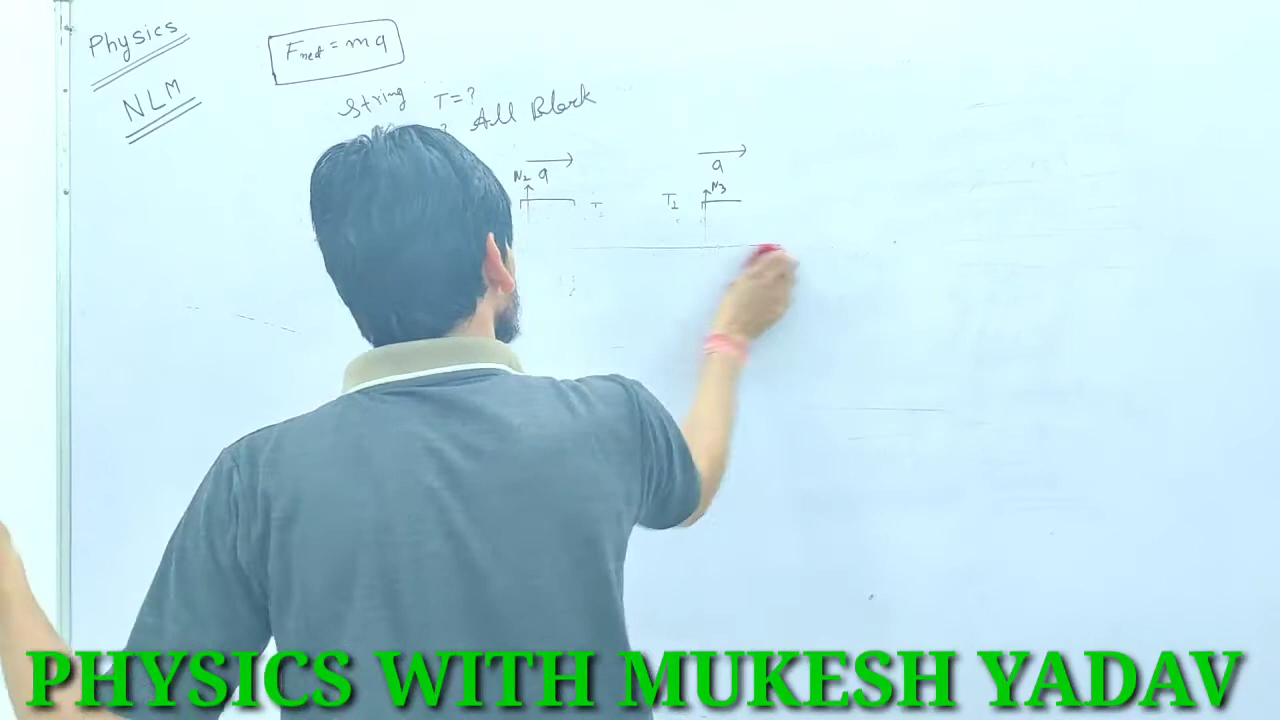 Physics
NLM
Fnet = ma
String T = ?
? All Block
a
a
N2
N3
T1
PHYSICS WITH MUKESH YADAV